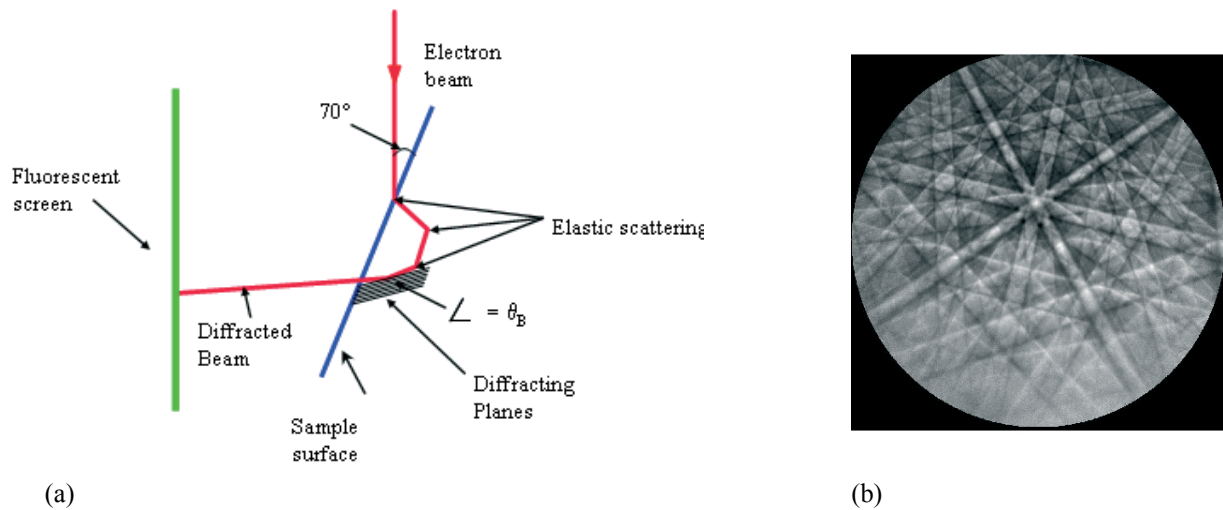 Electron
beam
70°
Fluorescent
screen
Elastic scattering
∠ = θB
Diffracted
Beam
Diffracting
Planes
Sample
surface
(a)
(b)